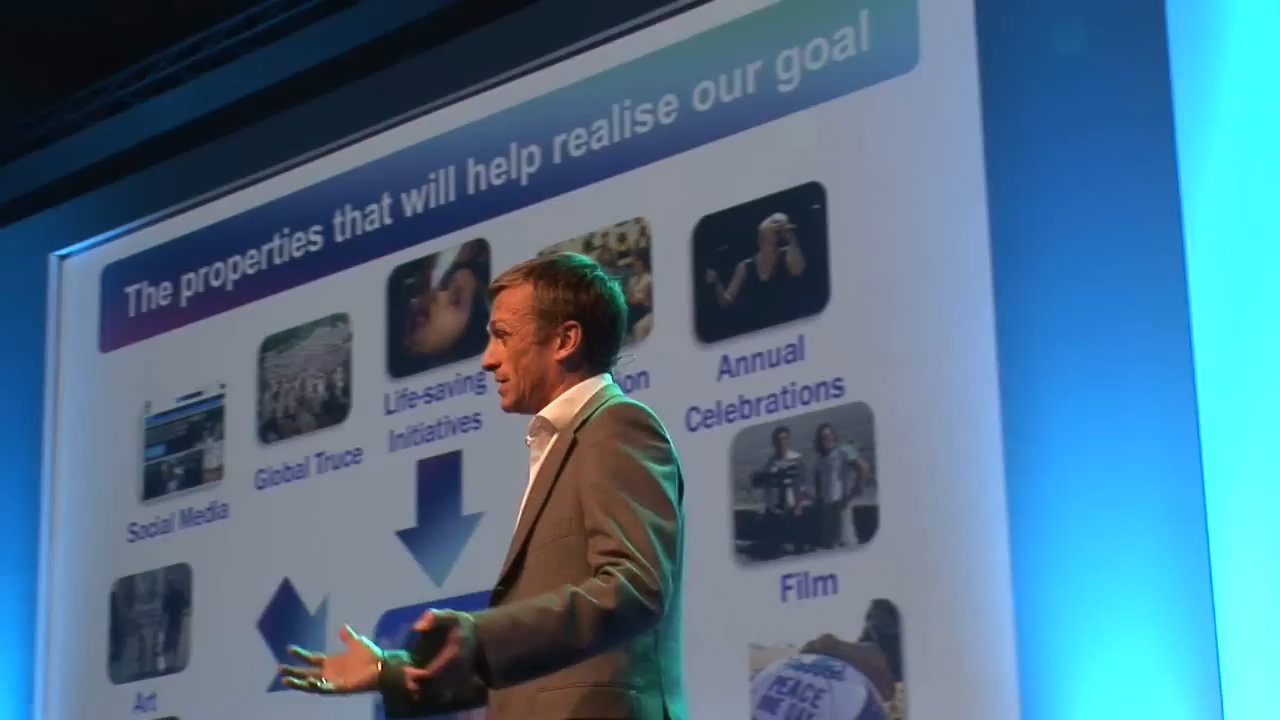 The properties that will help realise our goal
Annual
Celebrations
Life-saving
Initiatives
ion
Global Truce
Social Media
Film
Art
PEACE
ONE DAY